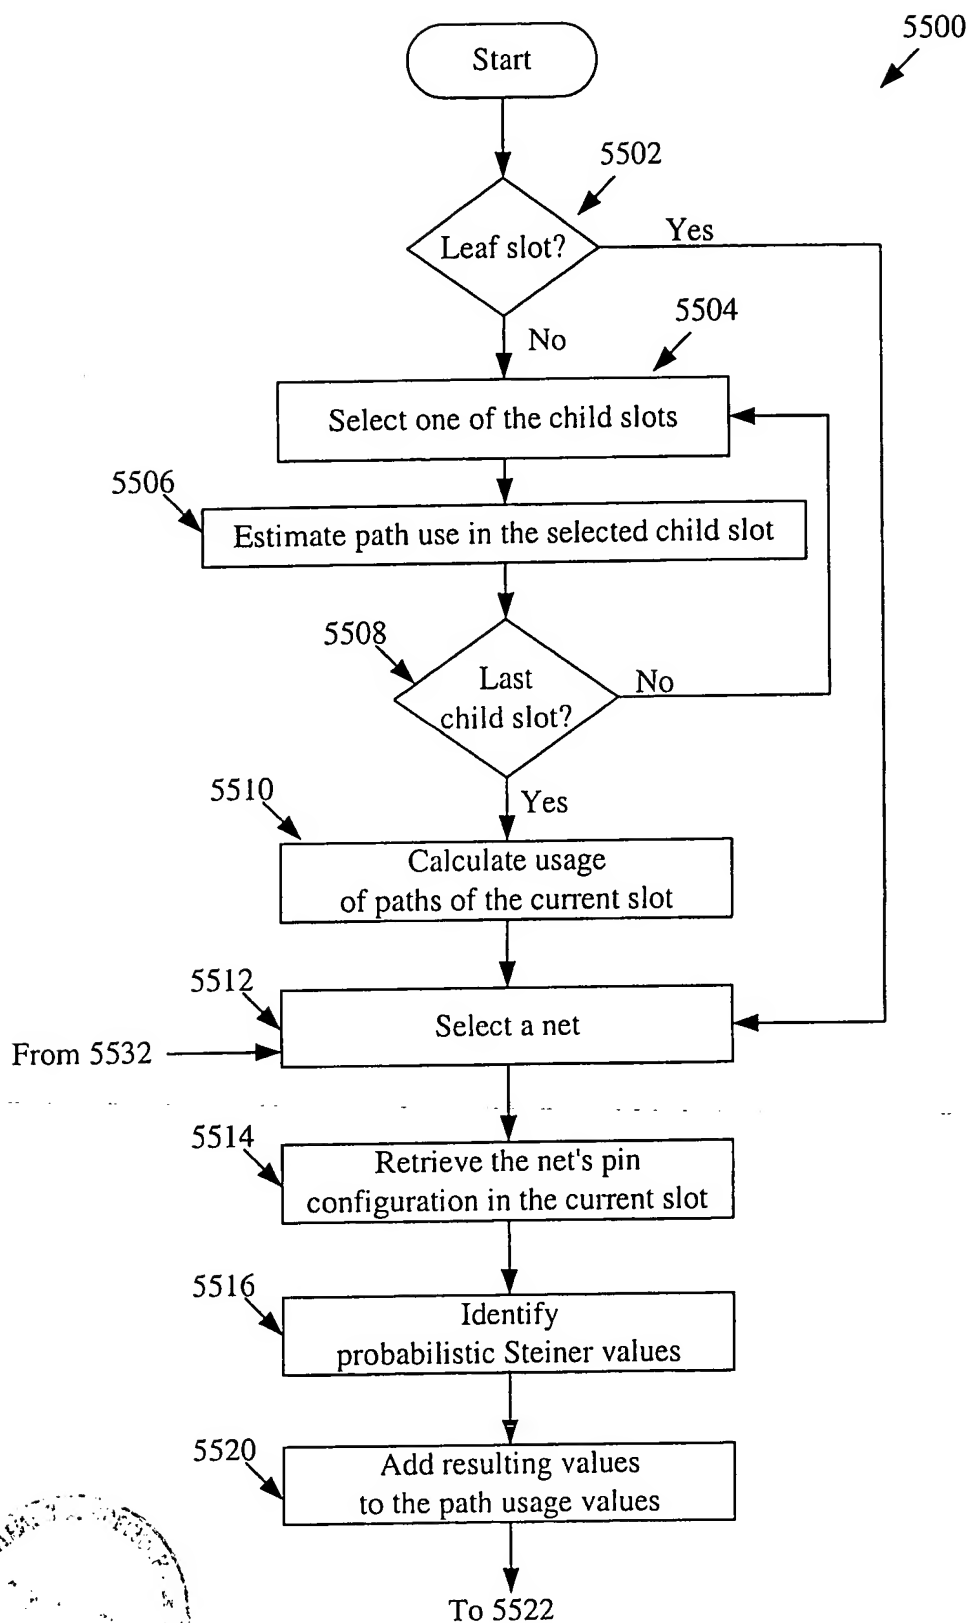 5500
Start
5502
Leaf slot?
Yes
No
5504
Select one of the child slots
5506
Estimate path use in the selected child slot
5508
Last
child slot?
No
Yes
5510
Calculate usage
of paths of the current slot
5512
Select a net
From 5532
5514
Retrieve the net's pin
configuration in the current slot
5516
Identify
probabilistic Steiner values
5520
Add resulting values
to the path usage values
To 5522